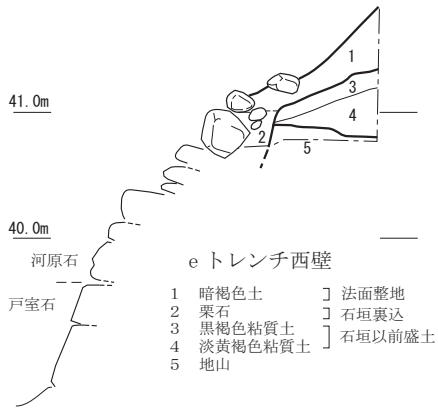 1
3
41.0m
4
2
5
40.0m
河原石
戸室石
e トレンチ西壁
1 暗褐色土 ］ 法面整地
2 栗石 ］ 石垣裏込
3 黒褐色粘質土 ］ 石垣以前盛土
4 淡黄褐色粘質土
5 地山